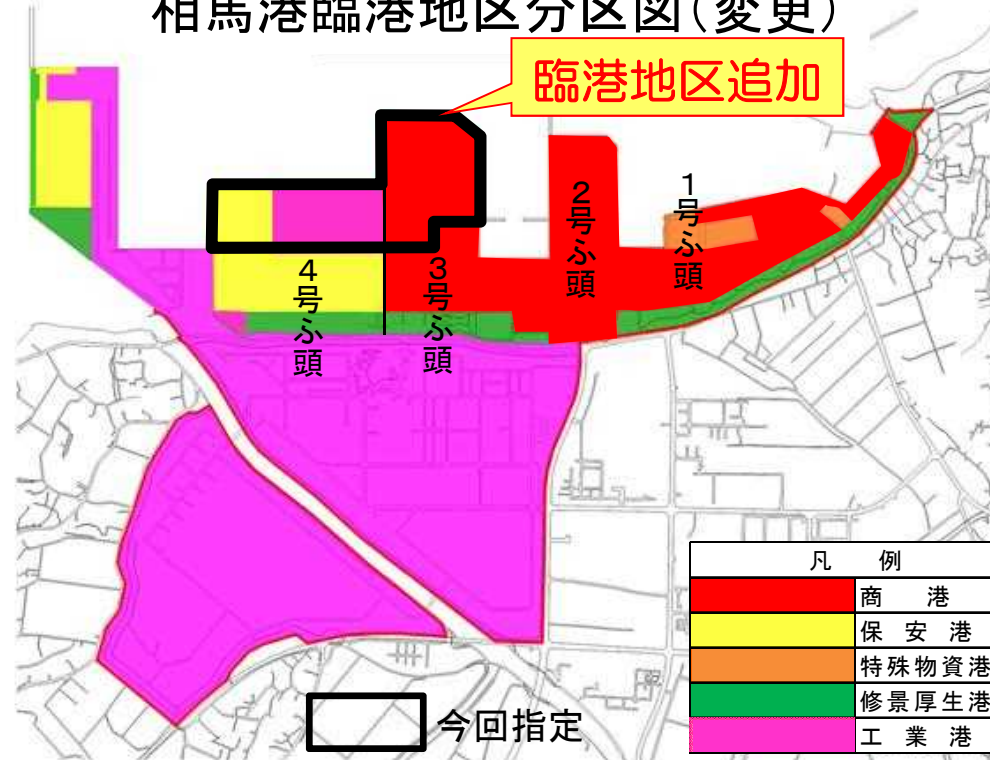 相馬港臨港地区分区図(変更)
臨港地区追加
1号ふ頭
2号ふ頭
3号ふ頭
4号ふ頭
凡 例
商 港
保 安 港
特殊物資港
修景厚生港
工 業 港
今回指定